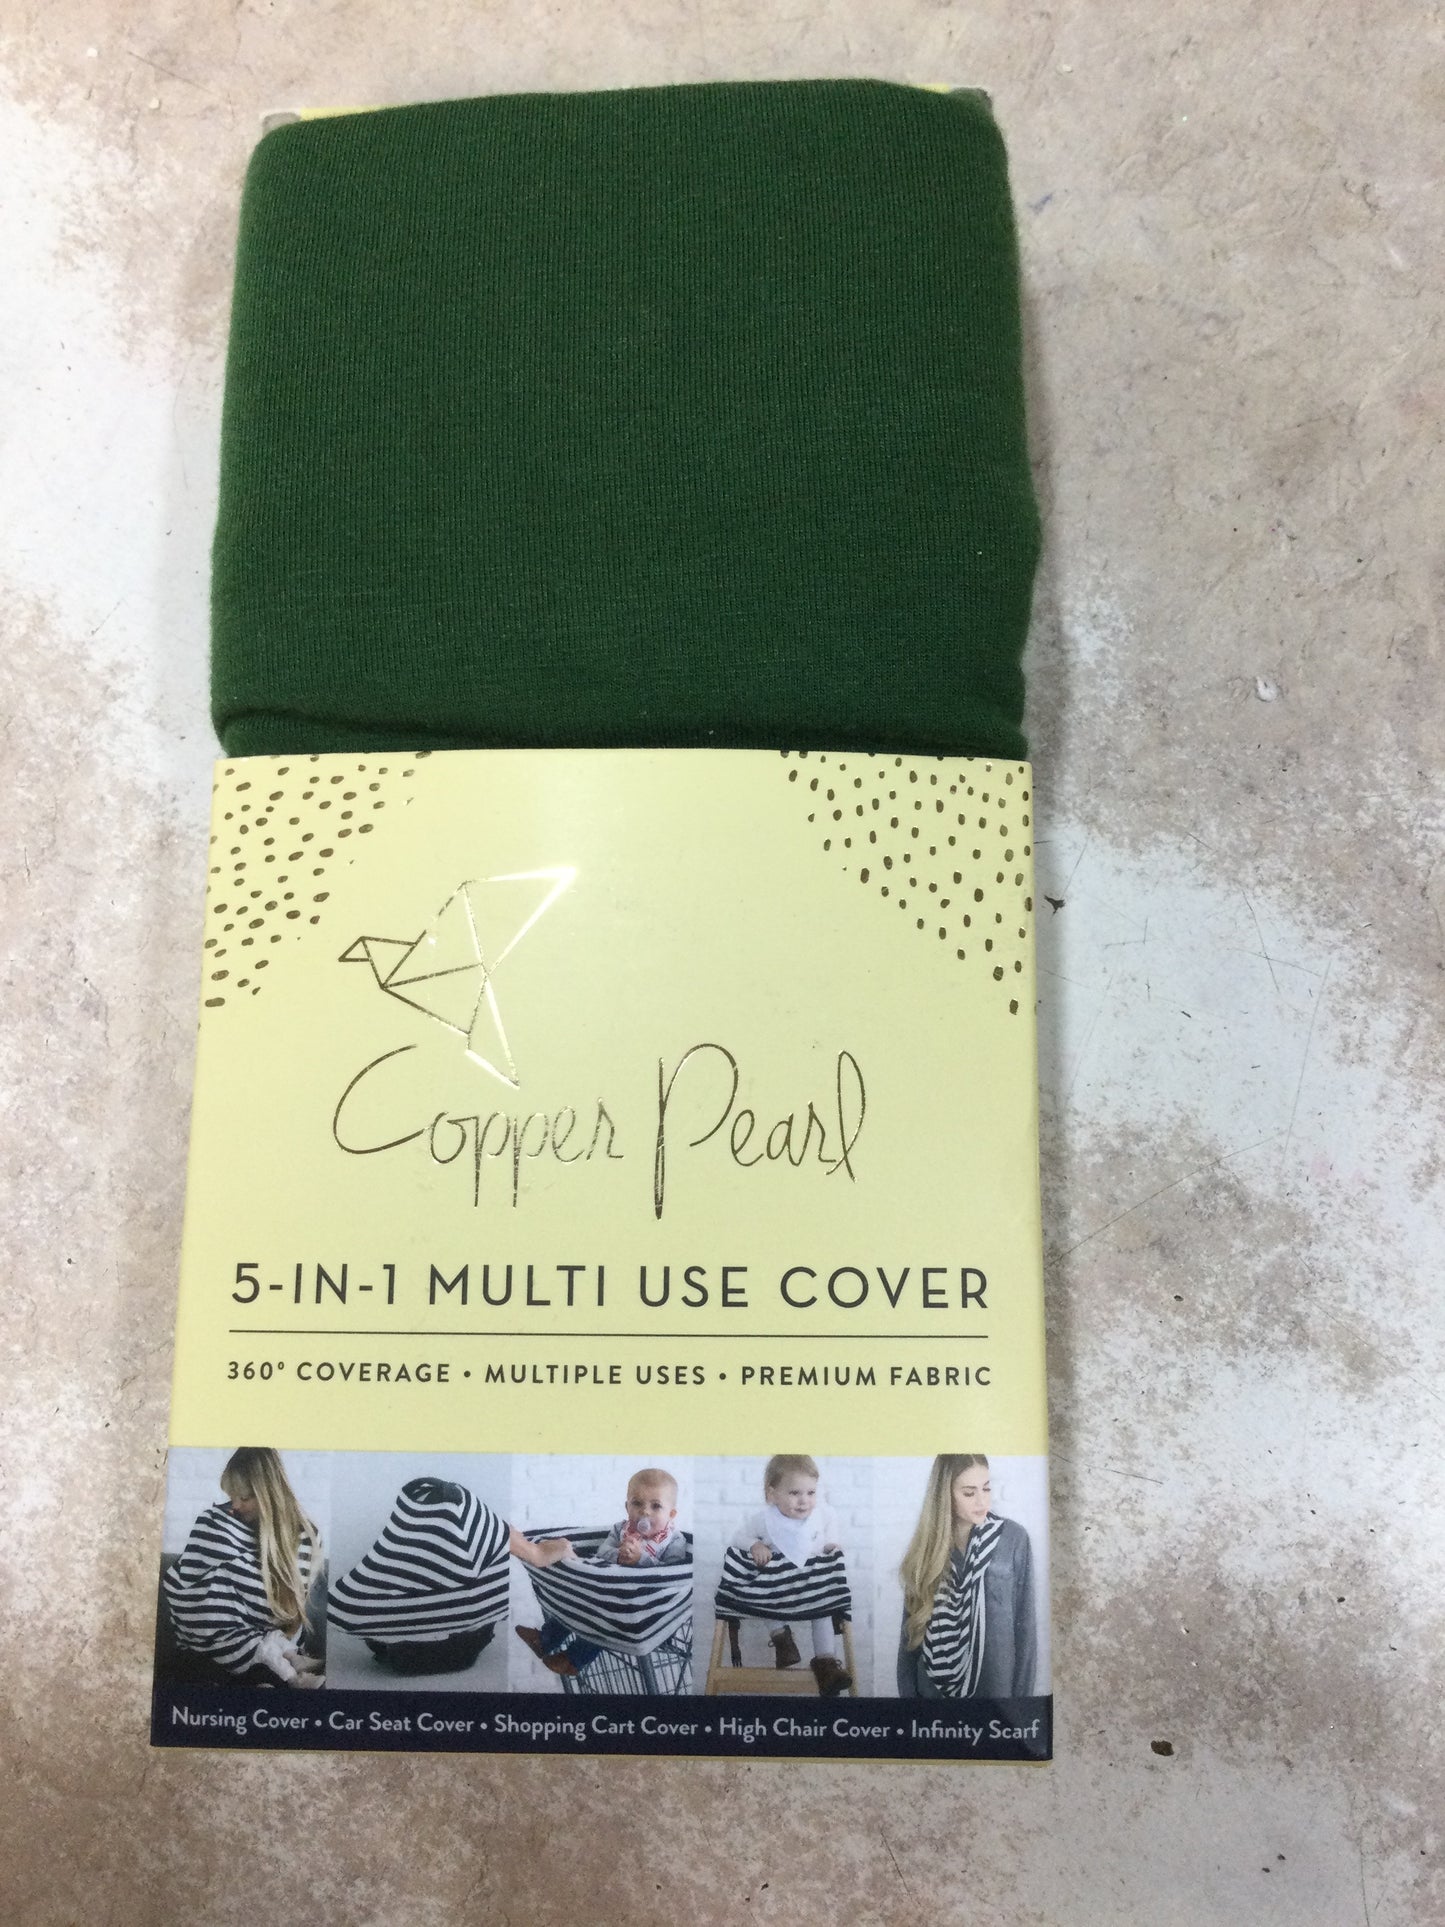 Copper Pearl
5-IN-1 MULTI USE COVER
360° COVERAGE • MULTIPLE USES • PREMIUM FABRIC
Nursing Cover • Car Seat Cover • Shopping Cart Cover • High Chair Cover • Infinity Scarf